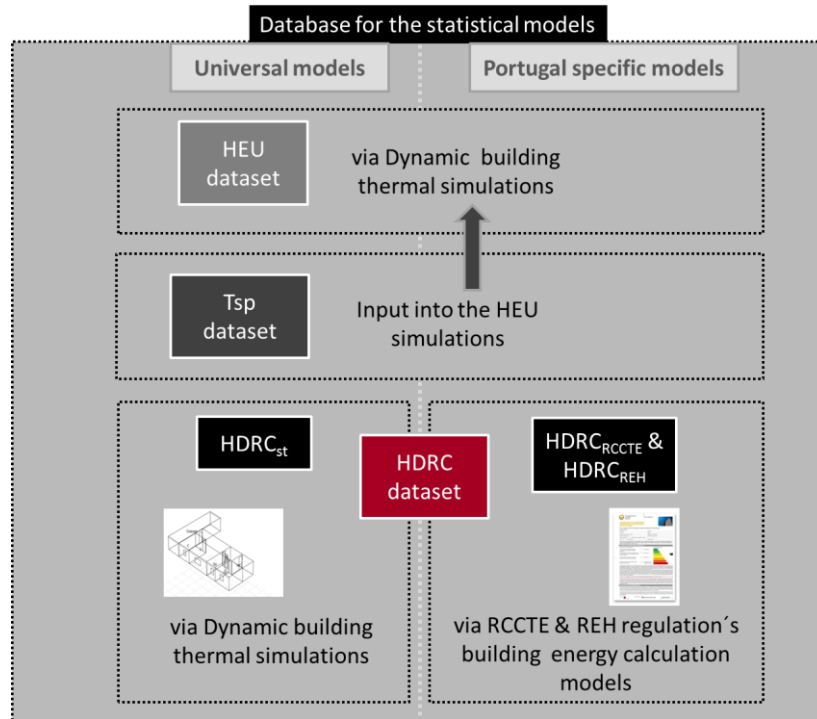 Database for the statistical models
Universal models
Portugal specific models
HEU
dataset
via Dynamic building
thermal simulations
Tsp
dataset
Input into the HEU
simulations
HDRCst
HDRC
dataset
HDRCRCCTE &
HDRCREH
via Dynamic building
thermal simulations
via RCCTE & REH regulation´s
building energy calculation
models